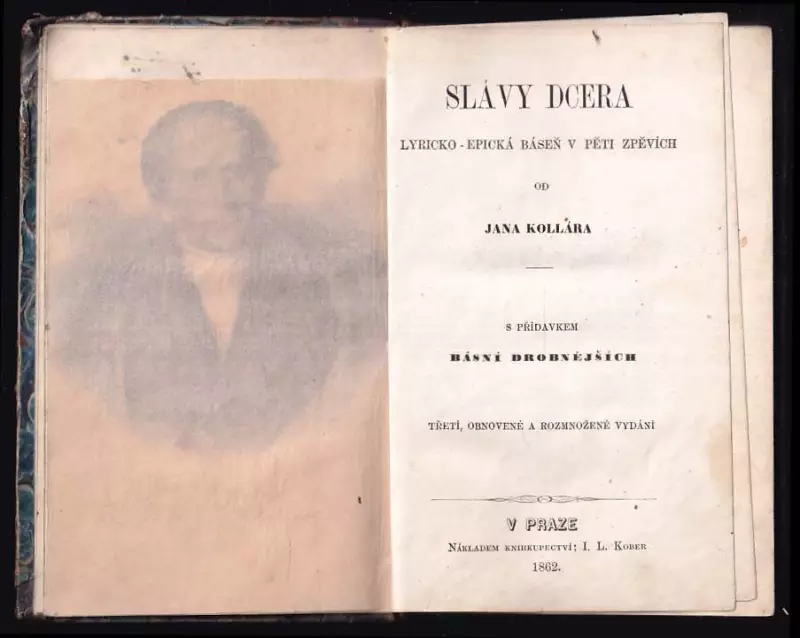 SLÁVY DCERA
LYRICKO - EPICKÁ BÁSEŇ V PĚTI ZPĚVÍCH
OD
JANA KOLLÁRA
S PŘÍDAVKEM
BÁSNÍ DROBNĚJŠÍCH
TŘETÍ, OBNOVENÉ A ROZMNOŽENÉ VYDÁNÍ
V PRAZE
NÁKLADEM KNIHKUPECTVÍ: I. L. KOBER
1862.